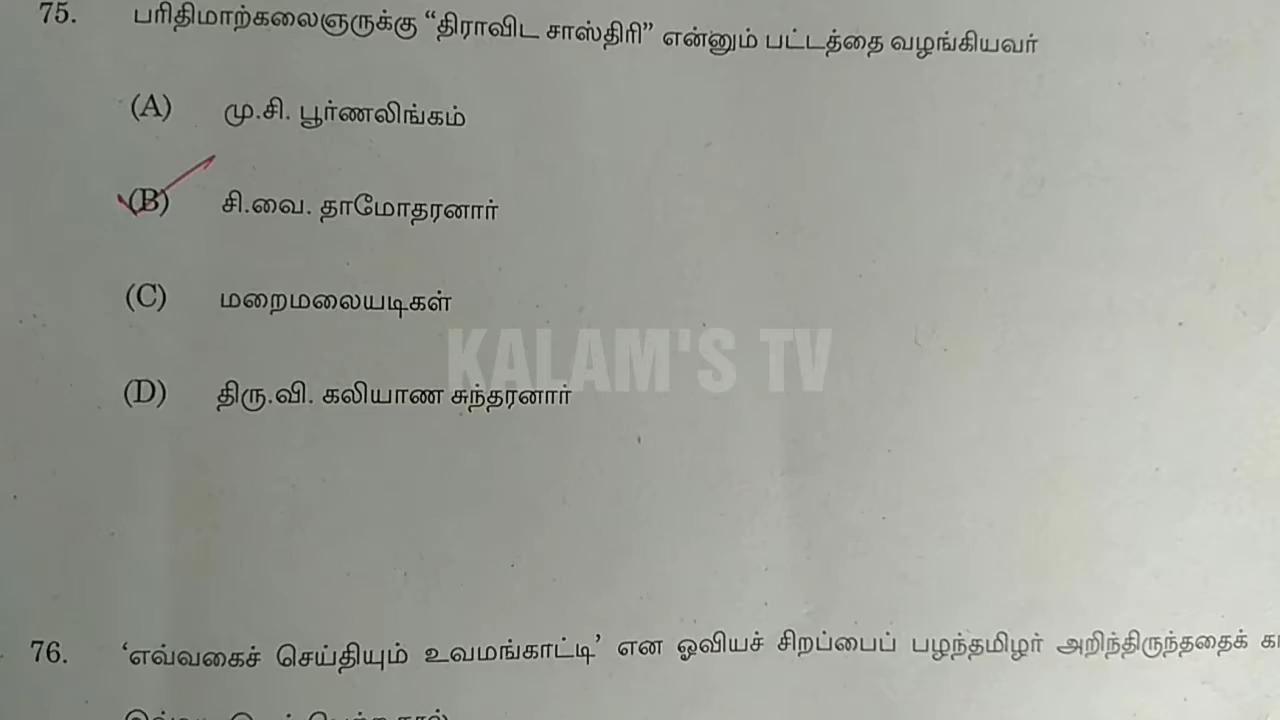 75. பரிதிமாற்கலைஞருக்கு “திராவிட சாஸ்திரி” என்னும் பட்டத்தை வழங்கியவர்
(A) மு.சி. பூர்ணலிங்கம்
(B) சி.வை. தாமோதரனார்
(C) மறைமலையடிகள்
KALAM'S TV
(D) திரு.வி. கலியாண சுந்தரனார்
76. ‘எவ்வகைச் செய்தியும் உவமங்காட்டி’ என ஓவியச் சிறப்பைப் பழந்தமிழர் அறிந்திருந்ததைக்